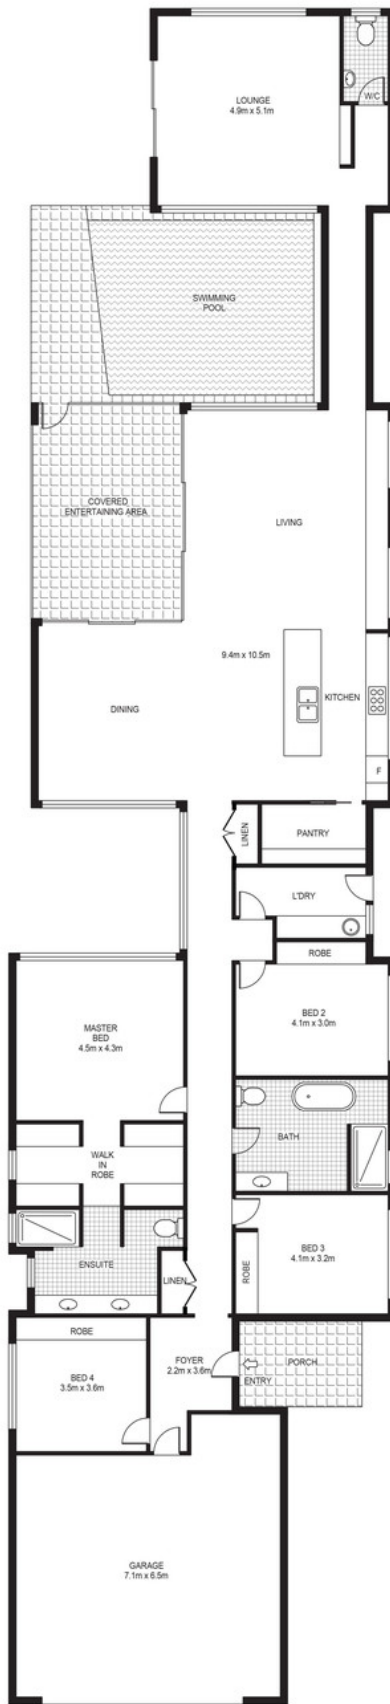 LOUNGE
4.9m x 5.1m
W/C
SWIMMING
POOL
COVERED
ENTERTAINING AREA
LIVING
9.4m x 10.5m
KITCHEN
DINING
F
LINEN
PANTRY
L'DRY
ROBE
BED 2
4.1m x 3.0m
MASTER
BED
4.5m x 4.3m
BATH
WALK
IN
ROBE
BED 3
4.1m x 3.2m
ROBE
ENSUITE
LINEN
ROBE
BED 4
3.5m x 3.6m
FOYER
2.2m x 3.6m
PORCH
ENTRY
GARAGE
7.1m x 6.5m